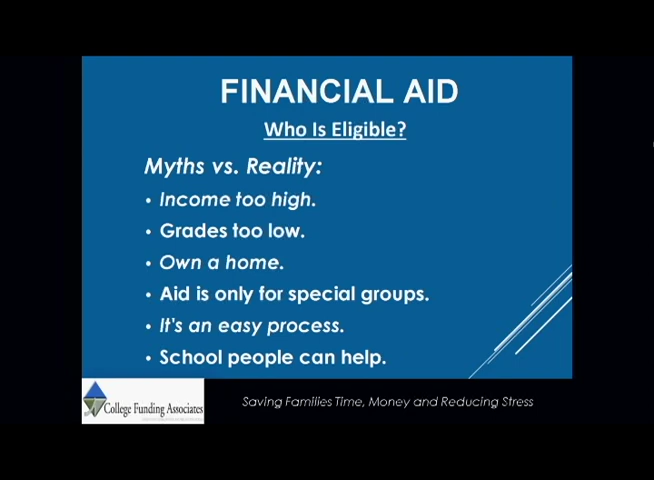 FINANCIAL AID
Who Is Eligible?
Myths vs. Reality:
• Income too high.
• Grades too low.
• Own a home.
• Aid is only for special groups.
• It's an easy process.
• School people can help.
College Funding Associates
Saving Families Time, Money and Reducing Stress